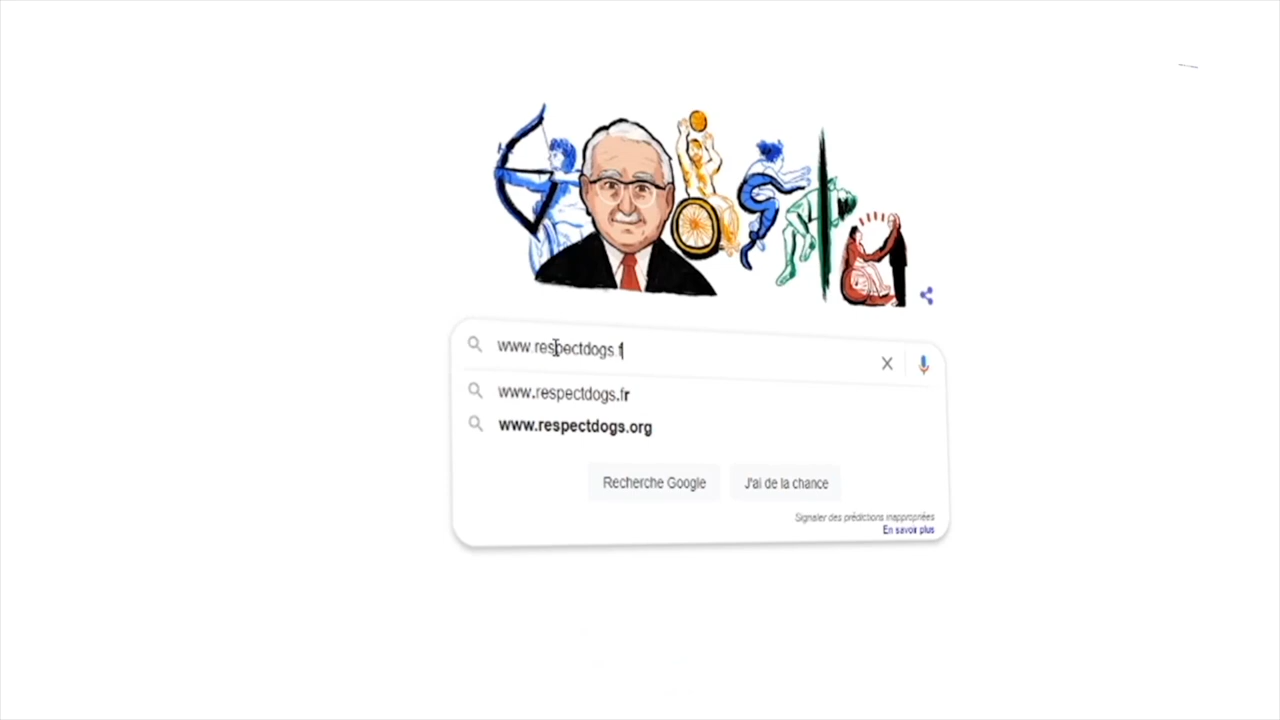 www.respectdogs.f
www.respectdogs.fr
www.respectdogs.org
Recherche Google
J'ai de la chance
Signaler des prédictions inappropriées
En savoir plus